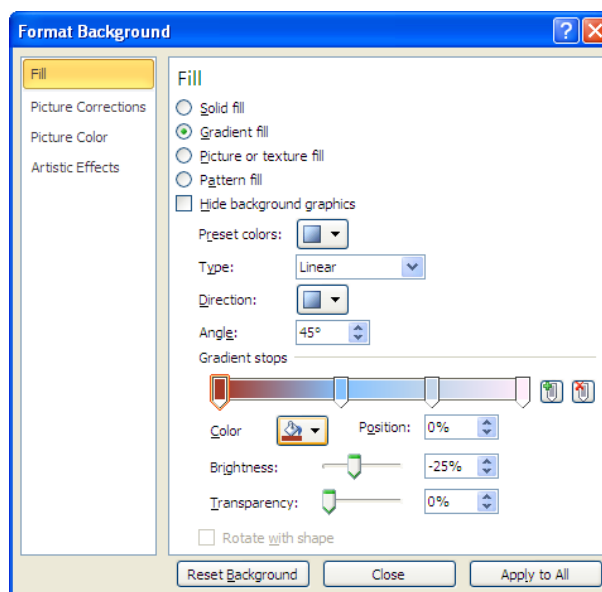 Format Background
Fill
Picture Corrections
Picture Color
Artistic Effects
Fill
Solid fill
Gradient fill
Picture or texture fill
Pattern fill
Hide background graphics
Preset colors:
Type: Linear
Direction:
Angle: 45°
Gradient stops
Color Position: 0%
Brightness: -25%
Transparency: 0%
Rotate with shape
Reset Background Close Apply to All